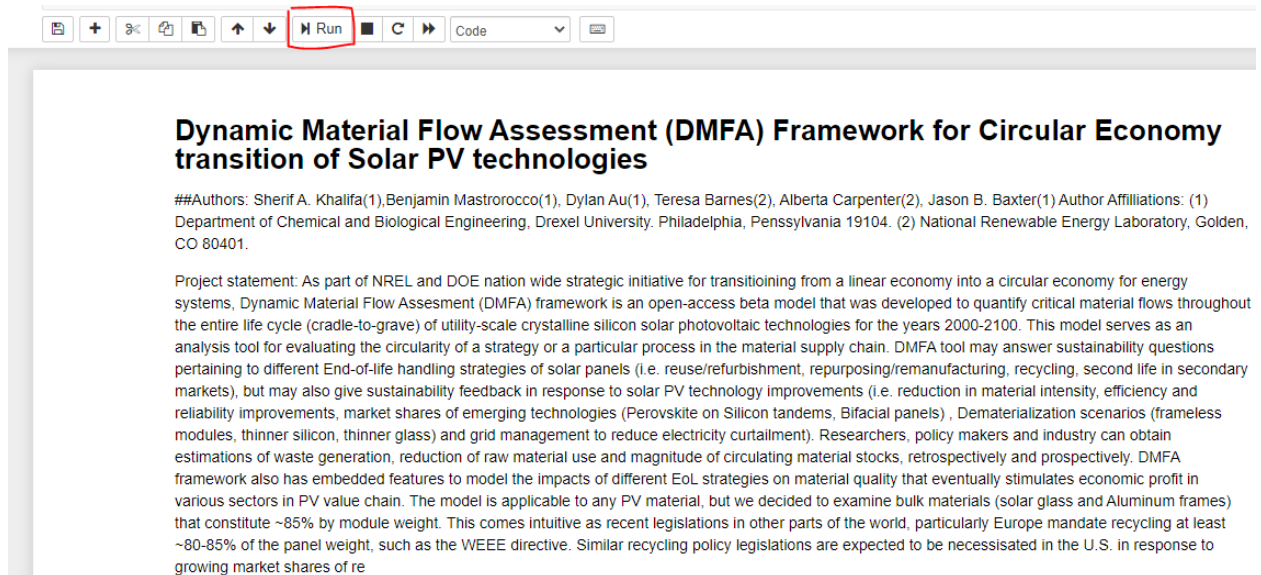 Run
Code
Dynamic Material Flow Assessment (DMFA) Framework for Circular Economy
transition of Solar PV technologies
##Authors: Sherif A. Khalifa(1),Benjamin Mastrorocco(1), Dylan Au(1), Teresa Barnes(2), Alberta Carpenter(2), Jason B. Baxter(1) Author Affilliations: (1)
Department of Chemical and Biological Engineering, Drexel University. Philadelphia, Penssylvania 19104. (2) National Renewable Energy Laboratory, Golden,
CO 80401.
Project statement: As part of NREL and DOE nation wide strategic initiative for transitioining from a linear economy into a circular economy for energy
systems, Dynamic Material Flow Assesment (DMFA) framework is an open-access beta model that was developed to quantify critical material flows throughout
the entire life cycle (cradle-to-grave) of utility-scale crystalline silicon solar photovoltaic technologies for the years 2000-2100. This model serves as an
analysis tool for evaluating the circularity of a strategy or a particular process in the material supply chain. DMFA tool may answer sustainability questions
pertaining to different End-of-life handling strategies of solar panels (i.e. reuse/refurbishment, repurposing/remanufacturing, recycling, second life in secondary
markets), but may also give sustainability feedback in response to solar PV technology improvements (i.e. reduction in material intensity, efficiency and
reliability improvements, market shares of emerging technologies (Perovskite on Silicon tandems, Bifacial panels) , Dematerialization scenarios (frameless
modules, thinner silicon, thinner glass) and grid management to reduce electricity curtailment). Researchers, policy makers and industry can obtain
estimations of waste generation, reduction of raw material use and magnitude of circulating material stocks, retrospectively and prospectively. DMFA
framework also has embedded features to model the impacts of different EoL strategies on material quality that eventually stimulates economic profit in
various sectors in PV value chain. The model is applicable to any PV material, but we decided to examine bulk materials (solar glass and Aluminum frames)
that constitute ~85% by module weight. This comes intuitive as recent legislations in other parts of the world, particularly Europe mandate recycling at least
~80-85% of the panel weight, such as the WEEE directive. Similar recycling policy legislations are expected to be necessisated in the U.S. in response to
growing market shares of re